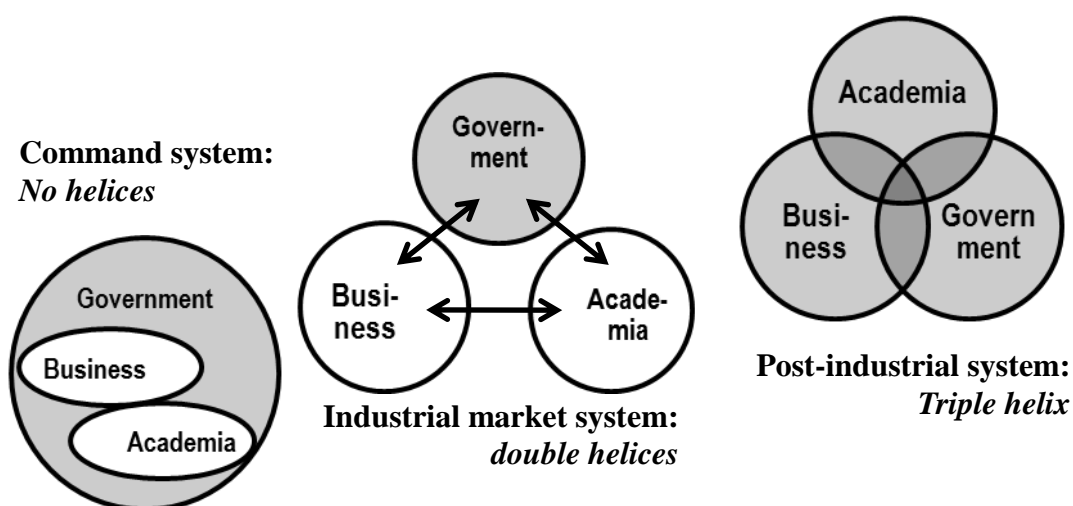 Command system:
No helices
Government
Business
Academia
Govern-
ment
Busi-
ness
Acade-
mia
Industrial market system:
double helices
Academia
Busi-
ness
Govern
ment
Post-industrial system:
Triple helix